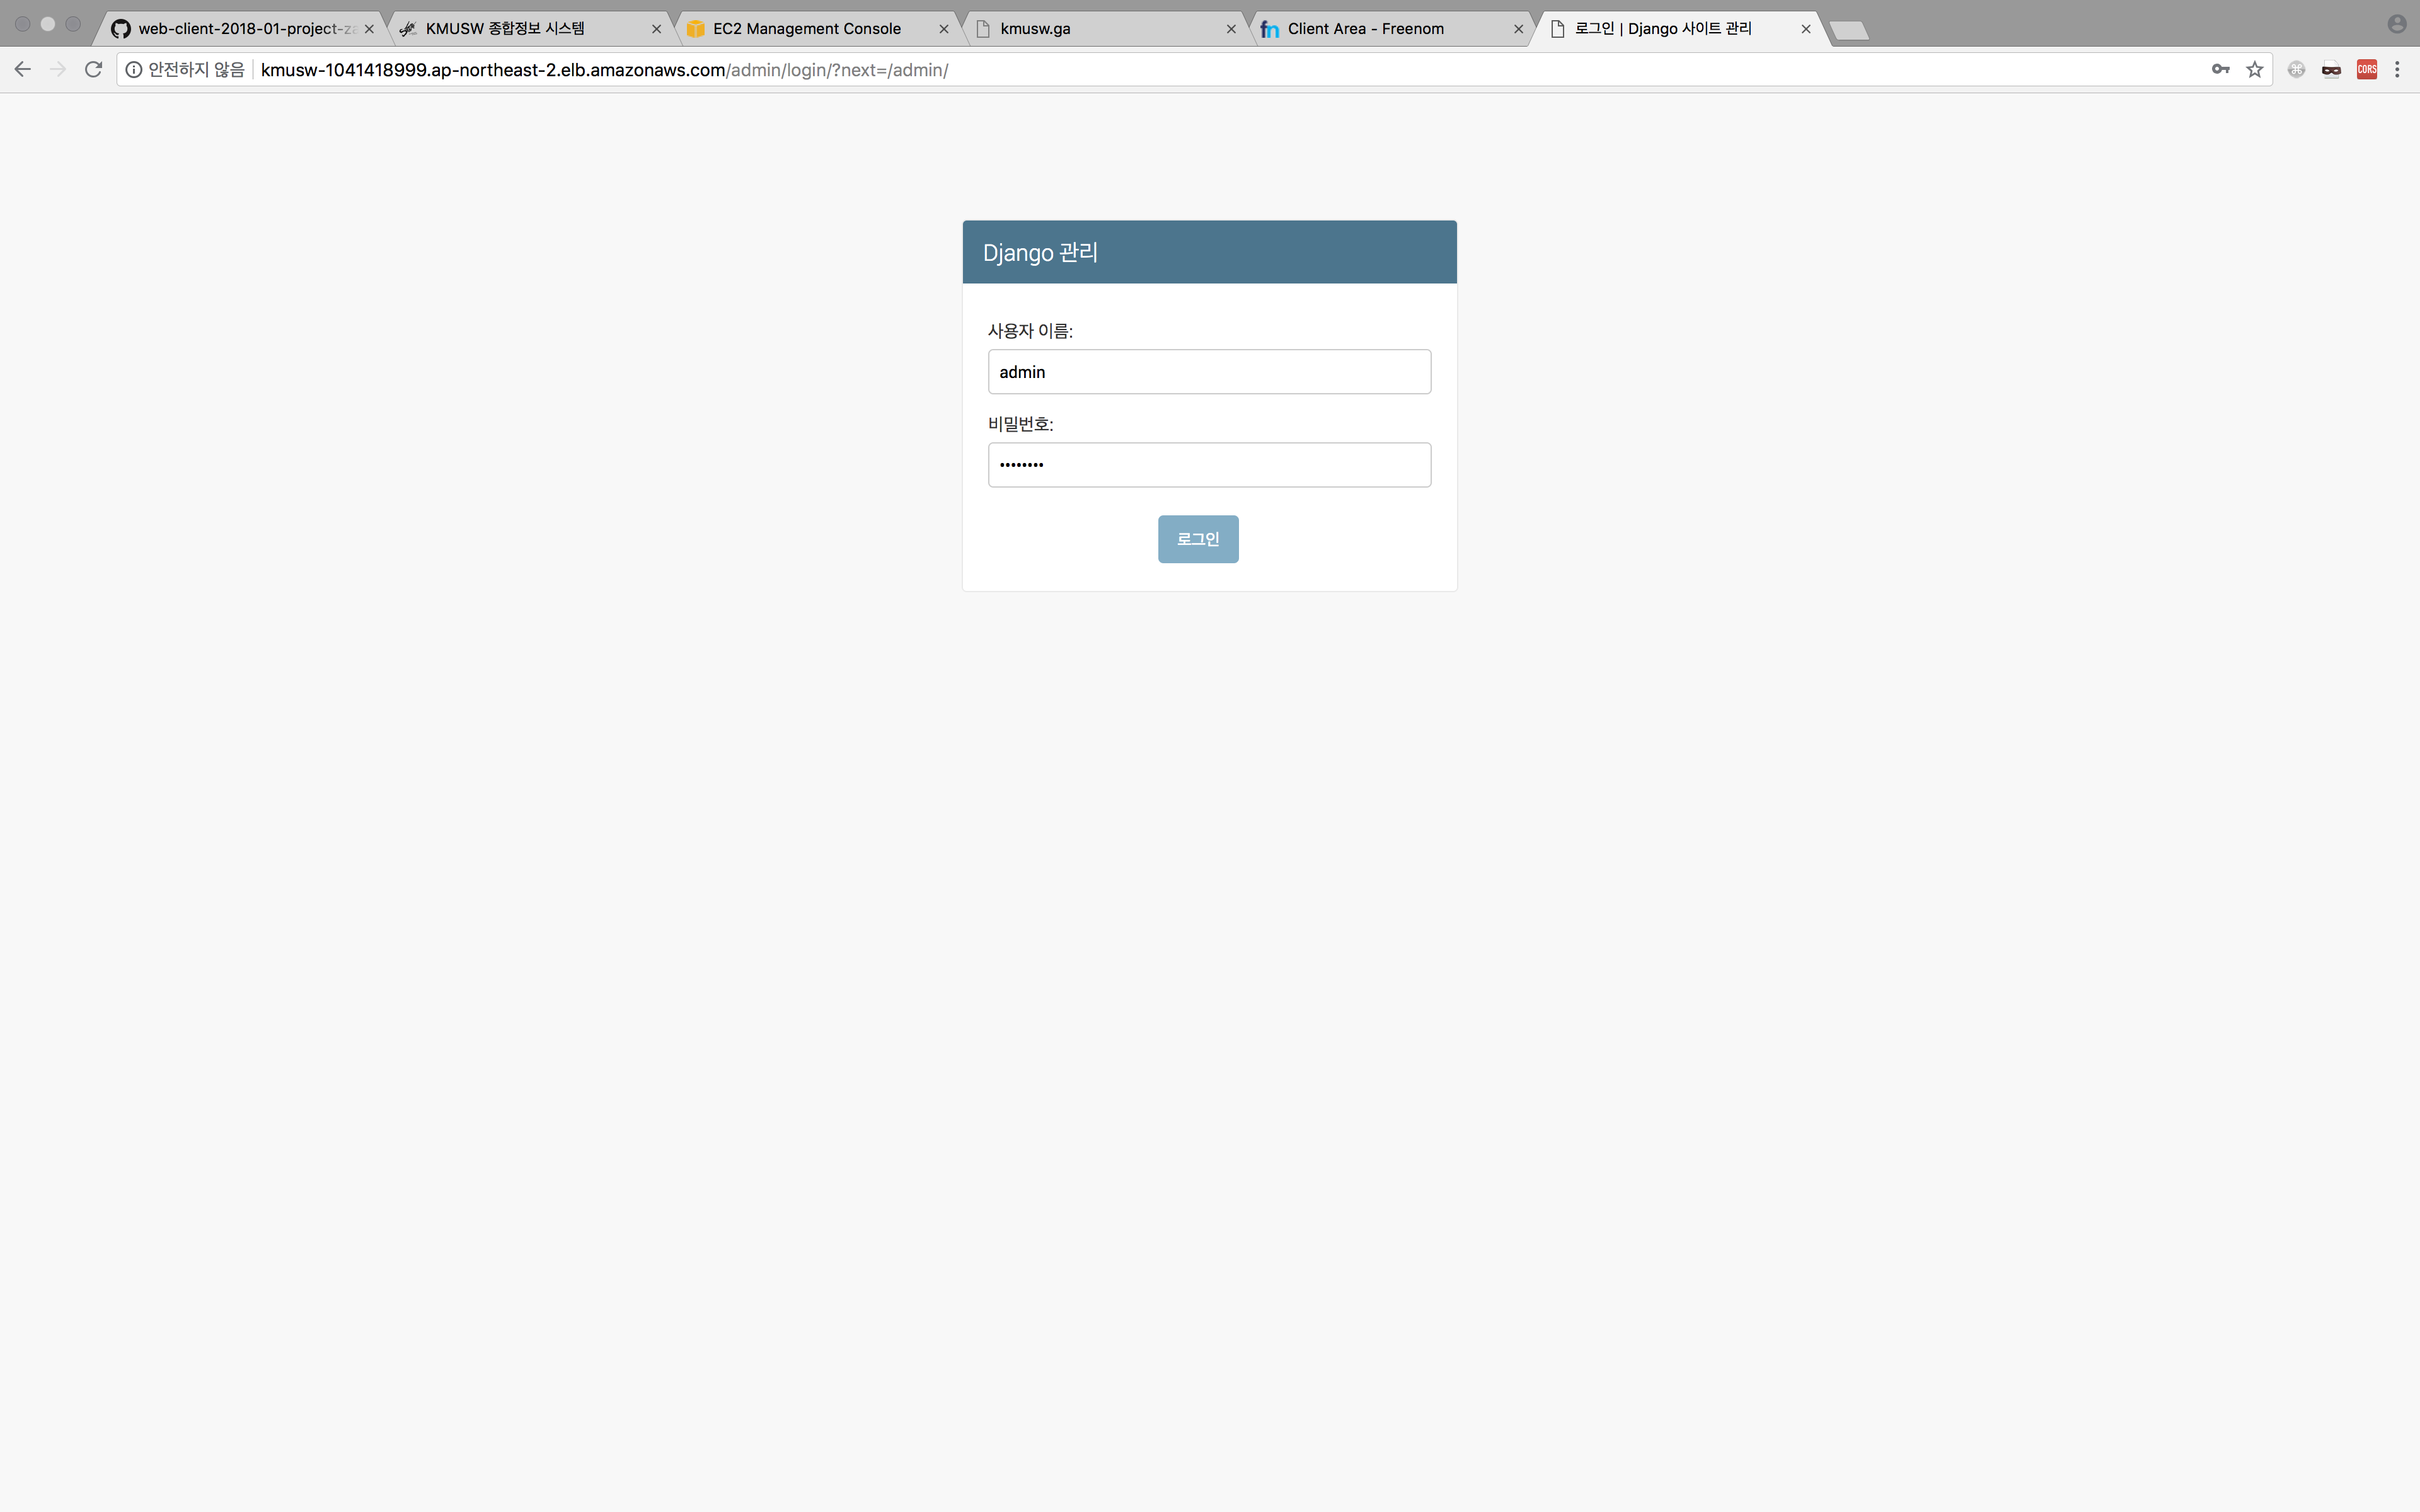 web-client-2018-01-project-za
KMUSW 종합정보 시스템
EC2 Management Console
kmusw.ga
Client Area - Freenom
로그인 | Django 사이트 관리
안전하지 않음
kmusw-1041418999.ap-northeast-2.elb.amazonaws.com/admin/login/?next=/admin/
CORS
Django 관리
사용자 이름:
admin
비밀번호:
••••••••
로그인